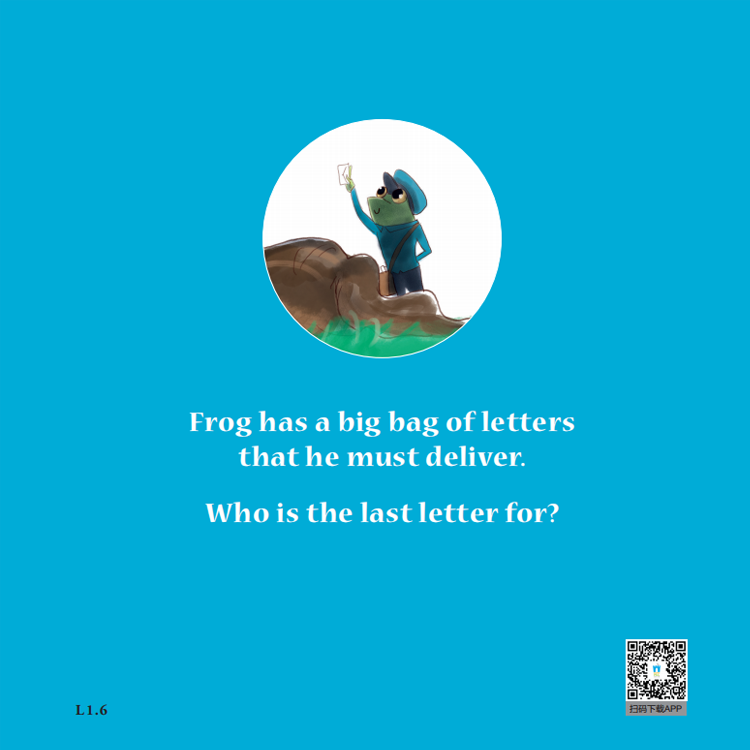 Frog has a big bag of letters
that he must deliver.
Who is the last letter for?
L1.6
扫码下载APP